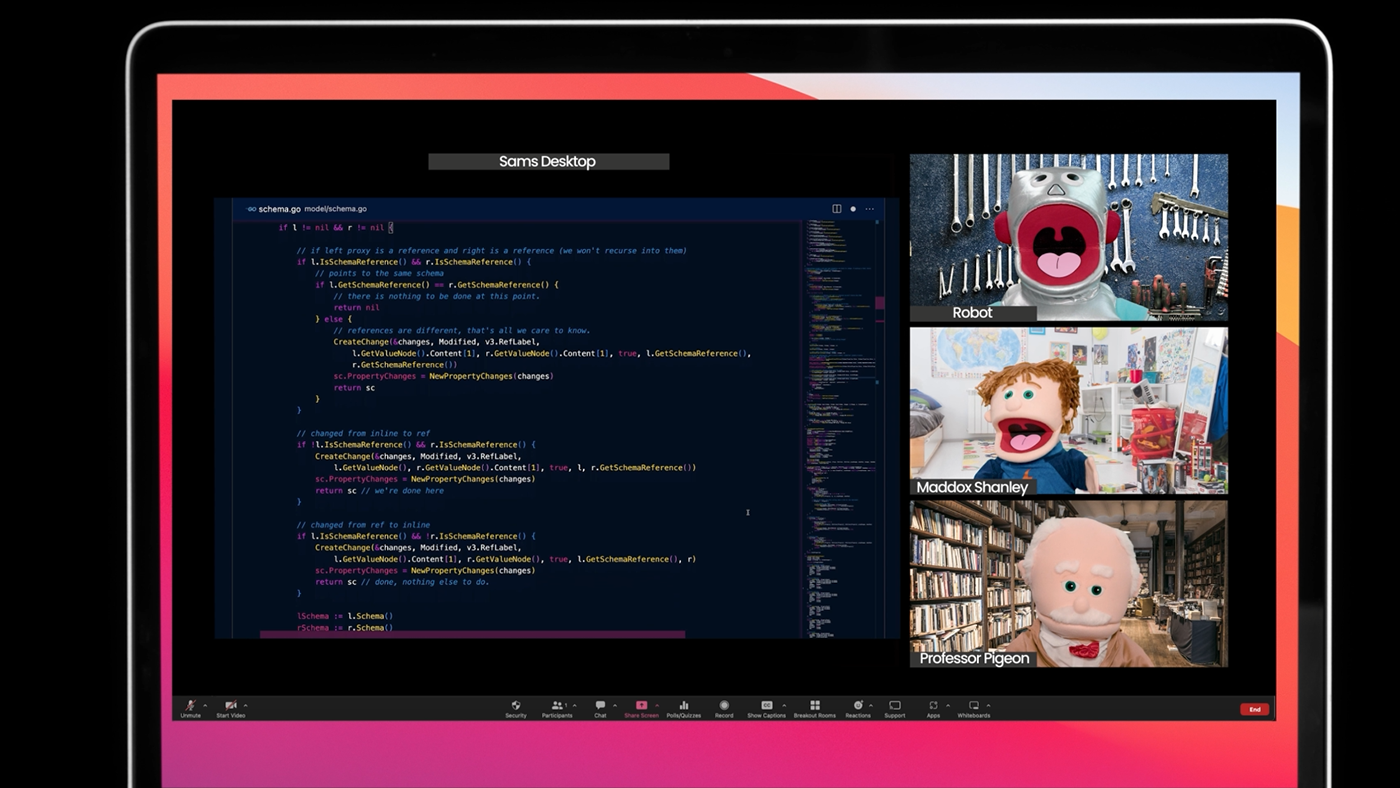 Sams Desktop
schema.go model/schema.go
if l != nil && r != nil {
// if left proxy is a reference and right is a reference (we won't recurse into them)
if l.IsSchemaReference() && r.IsSchemaReference() {
// points to the same schema
if l.GetSchemaReference() == r.GetSchemaReference() {
// there is nothing to be done at this point.
return nil
} else {
// references are different, that's all we care to know.
CreateChange(&changes, Modified, v3.RefLabel,
l.GetValueNode().Content[1], r.GetValueNode().Content[1], true, l.GetSchemaReference(),
r.GetSchemaReference())
sc.PropertyChanges = NewPropertyChanges(changes)
return sc
}
}
// changed from inline to ref
if !l.IsSchemaReference() && r.IsSchemaReference() {
CreateChange(&changes, Modified, v3.RefLabel,
l.GetValueNode(), r.GetValueNode().Content[1], true, l, r.GetSchemaReference())
sc.PropertyChanges = NewPropertyChanges(changes)
return sc // we're done here
}
// changed from ref to inline
if l.IsSchemaReference() && !r.IsSchemaReference() {
CreateChange(&changes, Modified, v3.RefLabel,
l.GetValueNode().Content[1], r.GetValueNode(), true, l.GetSchemaReference(), r)
sc.PropertyChanges = NewPropertyChanges(changes)
return sc // done, nothing else to do.
}
lSchema := l.Schema()
rSchema := r.Schema()
Robot
Maddox Shanley
Professor Pigeon
Unmute Start Video Security Participants 1 Chat Share Screen Polls/Quizzes Record CC Show Captions Breakout Rooms Reactions Support Apps Whiteboards End